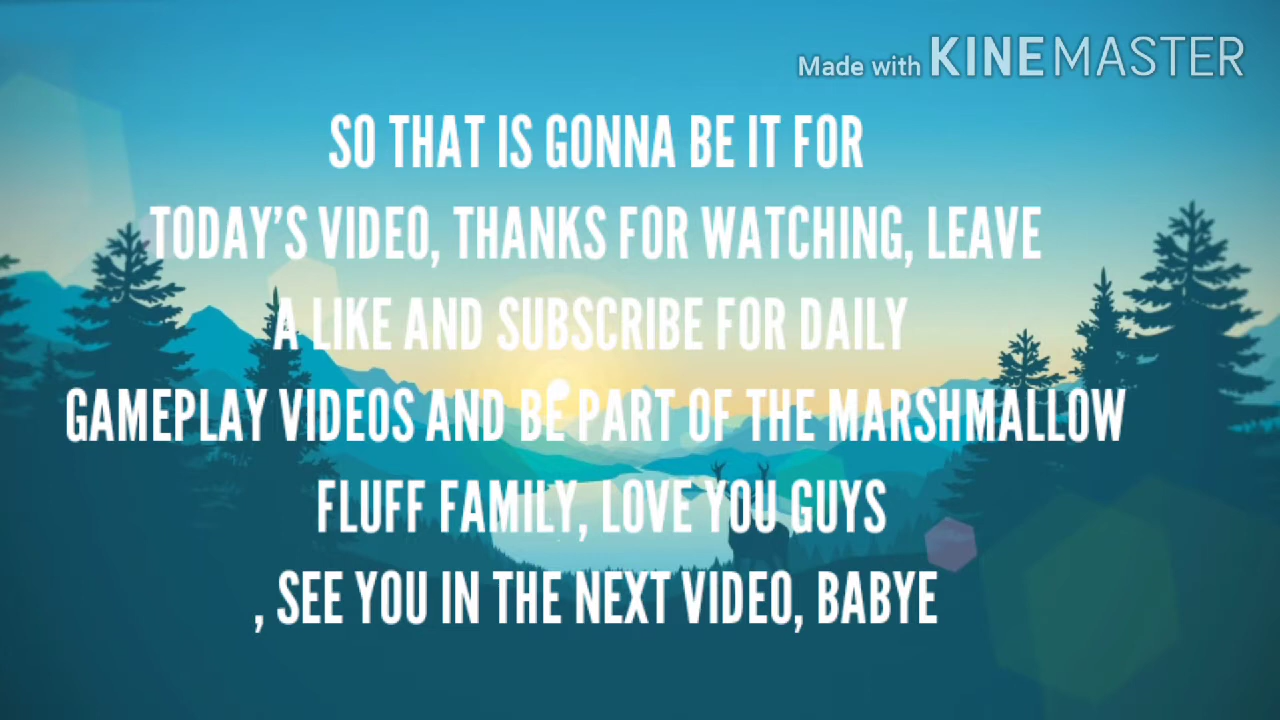 Made with KINEMASTER
SO THAT IS GONNA BE IT FOR
TODAY'S VIDEO, THANKS FOR WATCHING, LEAVE
A LIKE AND SUBSCRIBE FOR DAILY
GAMEPLAY VIDEOS AND BE PART OF THE MARSHMALLOW
FLUFF FAMILY, LOVE YOU GUYS
, SEE YOU IN THE NEXT VIDEO, BABYE